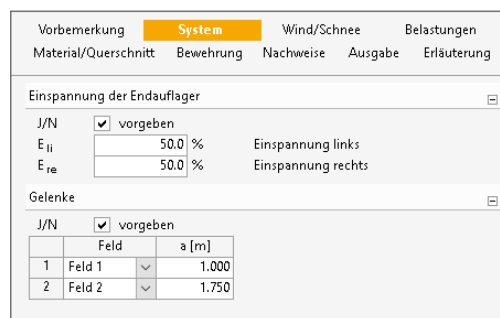 Vorbemerkung System Wind/Schnee Belastungen
Material/Querschnitt Bewehrung Nachweise Ausgabe Erläuterung
Einspannung der Endauflager
J/N vorgeben
E li 50.0 % Einspannung links
E re 50.0 % Einspannung rechts
Gelenke
J/N vorgeben
Feld a [m]
1 Feld 1 1.000
2 Feld 2 1.750